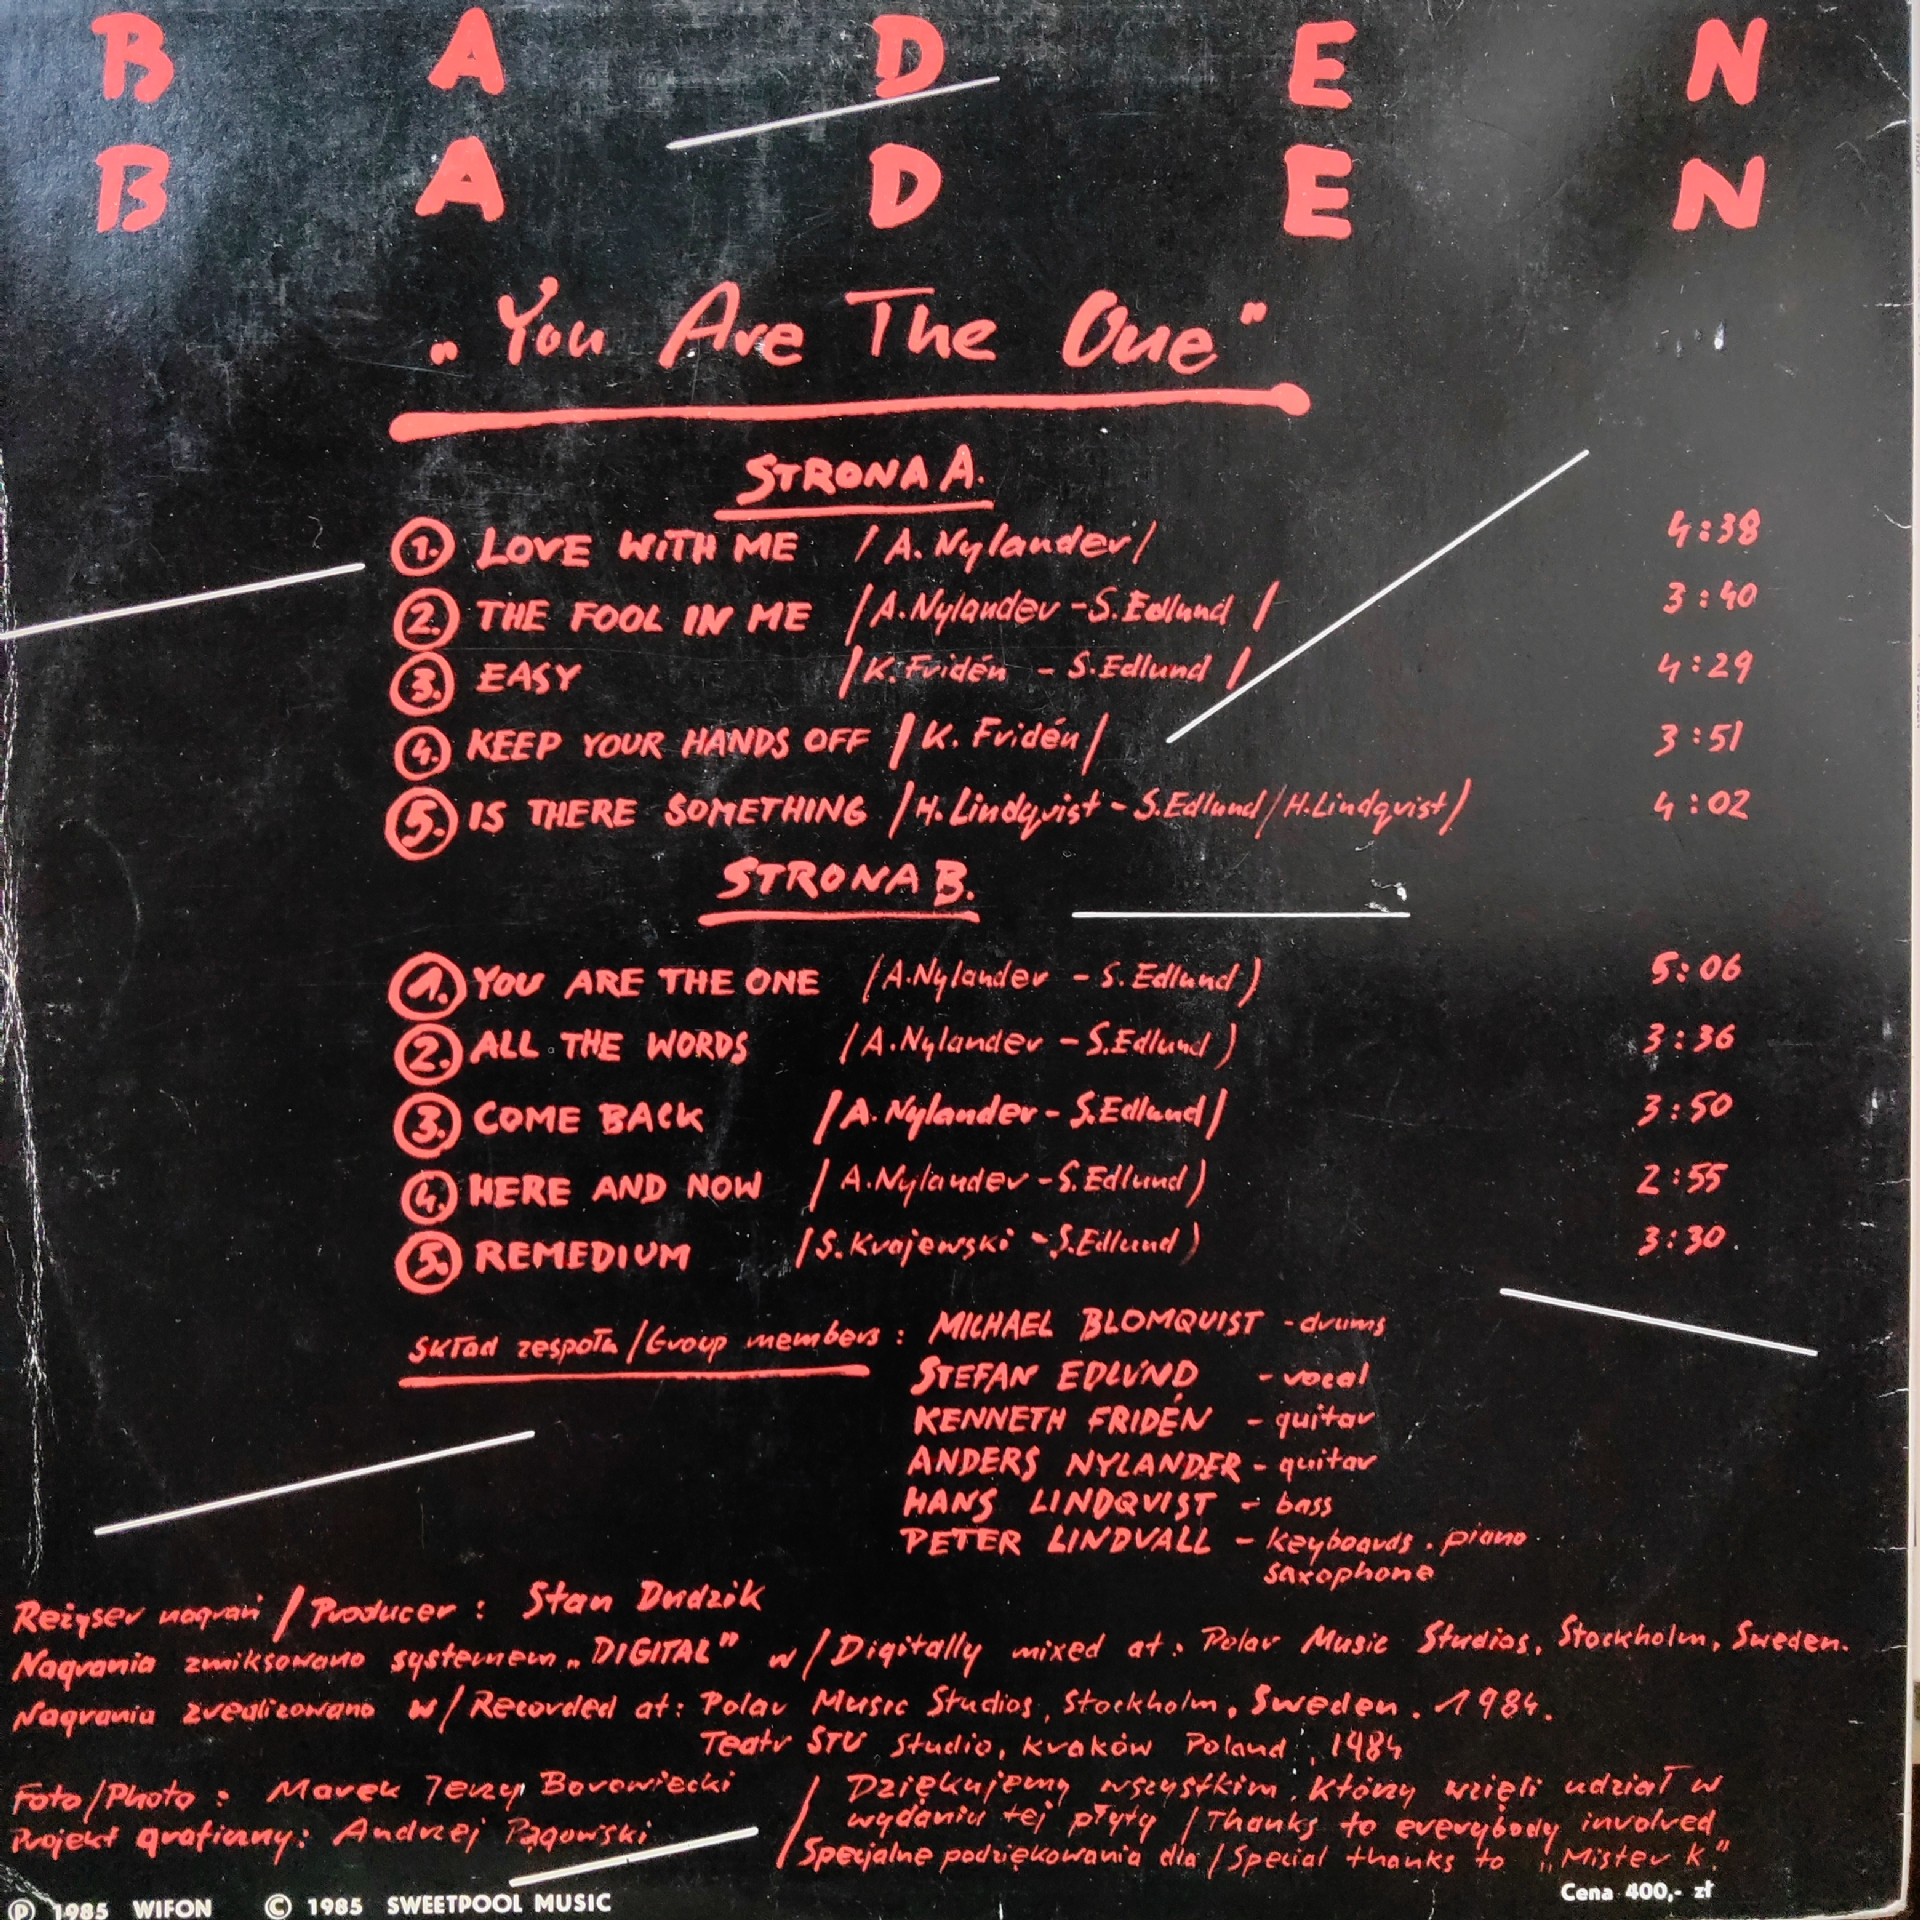 B A D E N
B A D E N
„You Are The One"
STRONA A.
1. LOVE WITH ME /A. Nylander/ 4:38
2. THE FOOL IN ME /A. Nylander - S. Edlund/ 3:40
3. EASY /K. Fridén - S. Edlund/ 4:29
4. KEEP YOUR HANDS OFF /K. Fridén/ 3:51
5. IS THERE SOMETHING /H. Lindqvist - S. Edlund/H. Lindqvist/ 4:02
STRONA B.
1. YOU ARE THE ONE /A. Nylander - S. Edlund/ 5:06
2. ALL THE WORDS /A. Nylander - S. Edlund/ 3:36
3. COME BACK /A. Nylander - S. Edlund/ 3:50
4. HERE AND NOW /A. Nylander - S. Edlund/ 2:55
5. REMEDIUM /S. Krajewski - S. Edlund/ 3:30
Skład zespołu/Group members: MICHAEL BLOMQUIST - drums
STEFAN EDLUND - vocal
KENNETH FRIDÉN - guitar
ANDERS NYLANDER - guitar
HANS LINDQVIST - bass
PETER LINDVALL - keyboards. piano
saxophone
Reżyser nagrań / Producer: Stan Dudzik
Nagrania zmiksowano systemem „DIGITAL" w/Digitally mixed at: Polar Music Studios, Stockholm, Sweden.
Nagrania zrealizowano w/Recorded at: Polar Music Studios, Stockholm, Sweden. 1984.
Teatr STU Studio, Kraków Poland, 1984
Foto/Photo: Marek Jerzy Borowiecki
Projekt graficzny: Andrzej Pągowski
/ Dziękujemy wszystkim, którzy wzięli udział w
wydaniu tej płyty / Thanks to everybody involved
Specjalne podziękowania dla / Special thanks to „Mister K."
Cena 400,- zł
Ⓟ 1985 WIFON © 1985 SWEETPOOL MUSIC